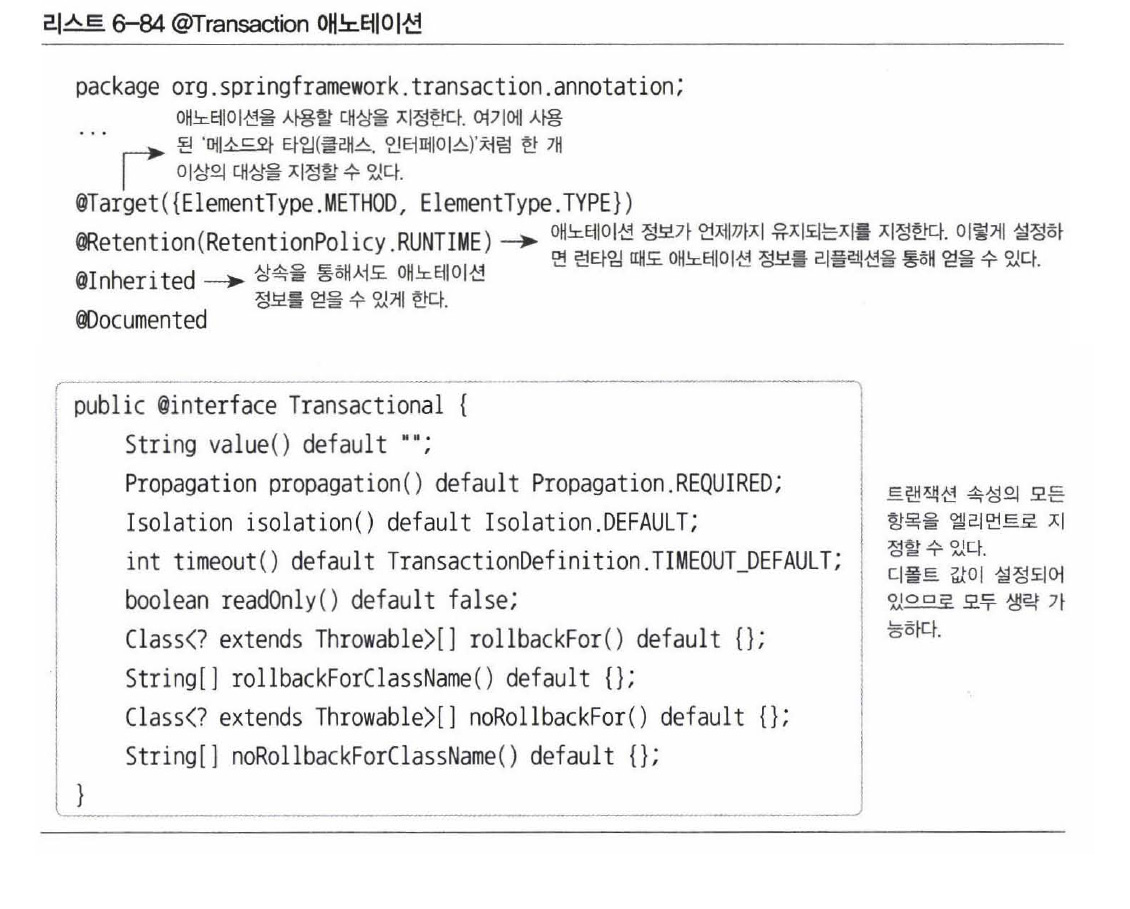 리스트 6-84 @Transaction 애노테이션
package org.springframework.transaction.annotation;
...
애노테이션을 사용할 대상을 지정한다. 여기에 사용
된 '메소드와 타입(클래스, 인터페이스)'처럼 한 개
이상의 대상을 지정할 수 있다.
@Target({ElementType.METHOD, ElementType.TYPE})
@Retention(RetentionPolicy.RUNTIME)
애노테이션 정보가 언제까지 유지되는지를 지정한다. 이렇게 설정하
면 런타임 때도 애노테이션 정보를 리플렉션을 통해 얻을 수 있다.
@Inherited
상속을 통해서도 애노테이션
정보를 얻을 수 있게 한다.
@Documented
public @interface Transactional {
String value() default "";
Propagation propagation() default Propagation.REQUIRED;
Isolation isolation() default Isolation.DEFAULT;
int timeout() default TransactionDefinition.TIMEOUT_DEFAULT;
boolean readOnly() default false;
Class<? extends Throwable>[] rollbackFor() default {};
String[] rollbackForClassName() default {};
Class<? extends Throwable>[] noRollbackFor() default {};
String[] noRollbackForClassName() default {};
}
트랜잭션 속성의 모든
항목을 엘리먼트로 지
정할 수 있다.
디폴트 값이 설정되어
있으므로 모두 생략 가
능하다.